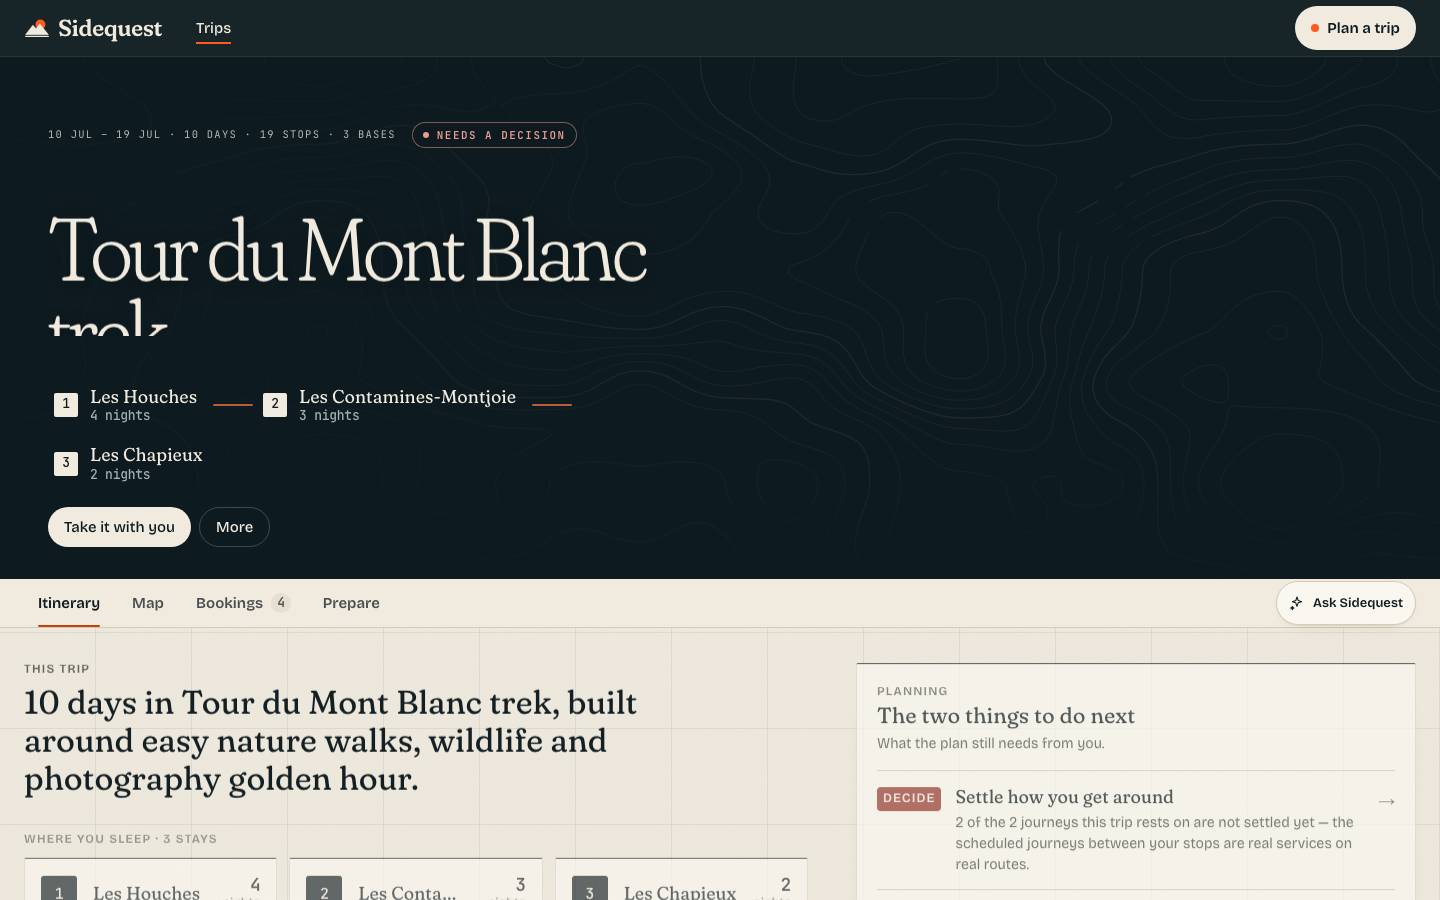 Sidequest
Trips
Plan a trip
10 JUL – 19 JUL · 10 DAYS · 19 STOPS · 3 BASES
NEEDS A DECISION
Tour du Mont Blanc
trek
1 Les Houches
4 nights
2 Les Contamines-Montjoie
3 nights
3 Les Chapieux
2 nights
Take it with you
More
Itinerary
Map
Bookings 4
Prepare
Ask Sidequest
THIS TRIP
10 days in Tour du Mont Blanc trek, built
around easy nature walks, wildlife and
photography golden hour.
WHERE YOU SLEEP · 3 STAYS
1 Les Houches 4
2 Les Conta... 3
3 Les Chapieux 2
PLANNING
The two things to do next
What the plan still needs from you.
DECIDE
Settle how you get around →
2 of the 2 journeys this trip rests on are not settled yet — the
scheduled journeys between your stops are real services on
real routes.